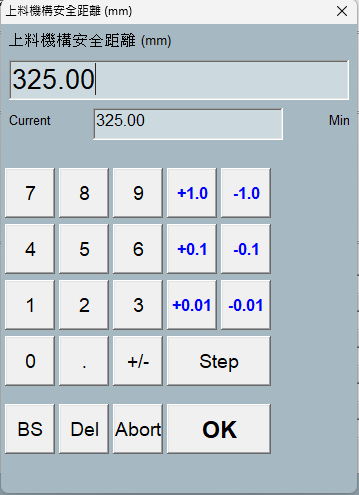 上料機構安全距離 (mm)
上料機構安全距離 (mm)
325.00
Current 325.00 Min
7 8 9 +1.0 -1.0
4 5 6 +0.1 -0.1
1 2 3 +0.01 -0.01
0 . +/- Step
BS Del Abort OK